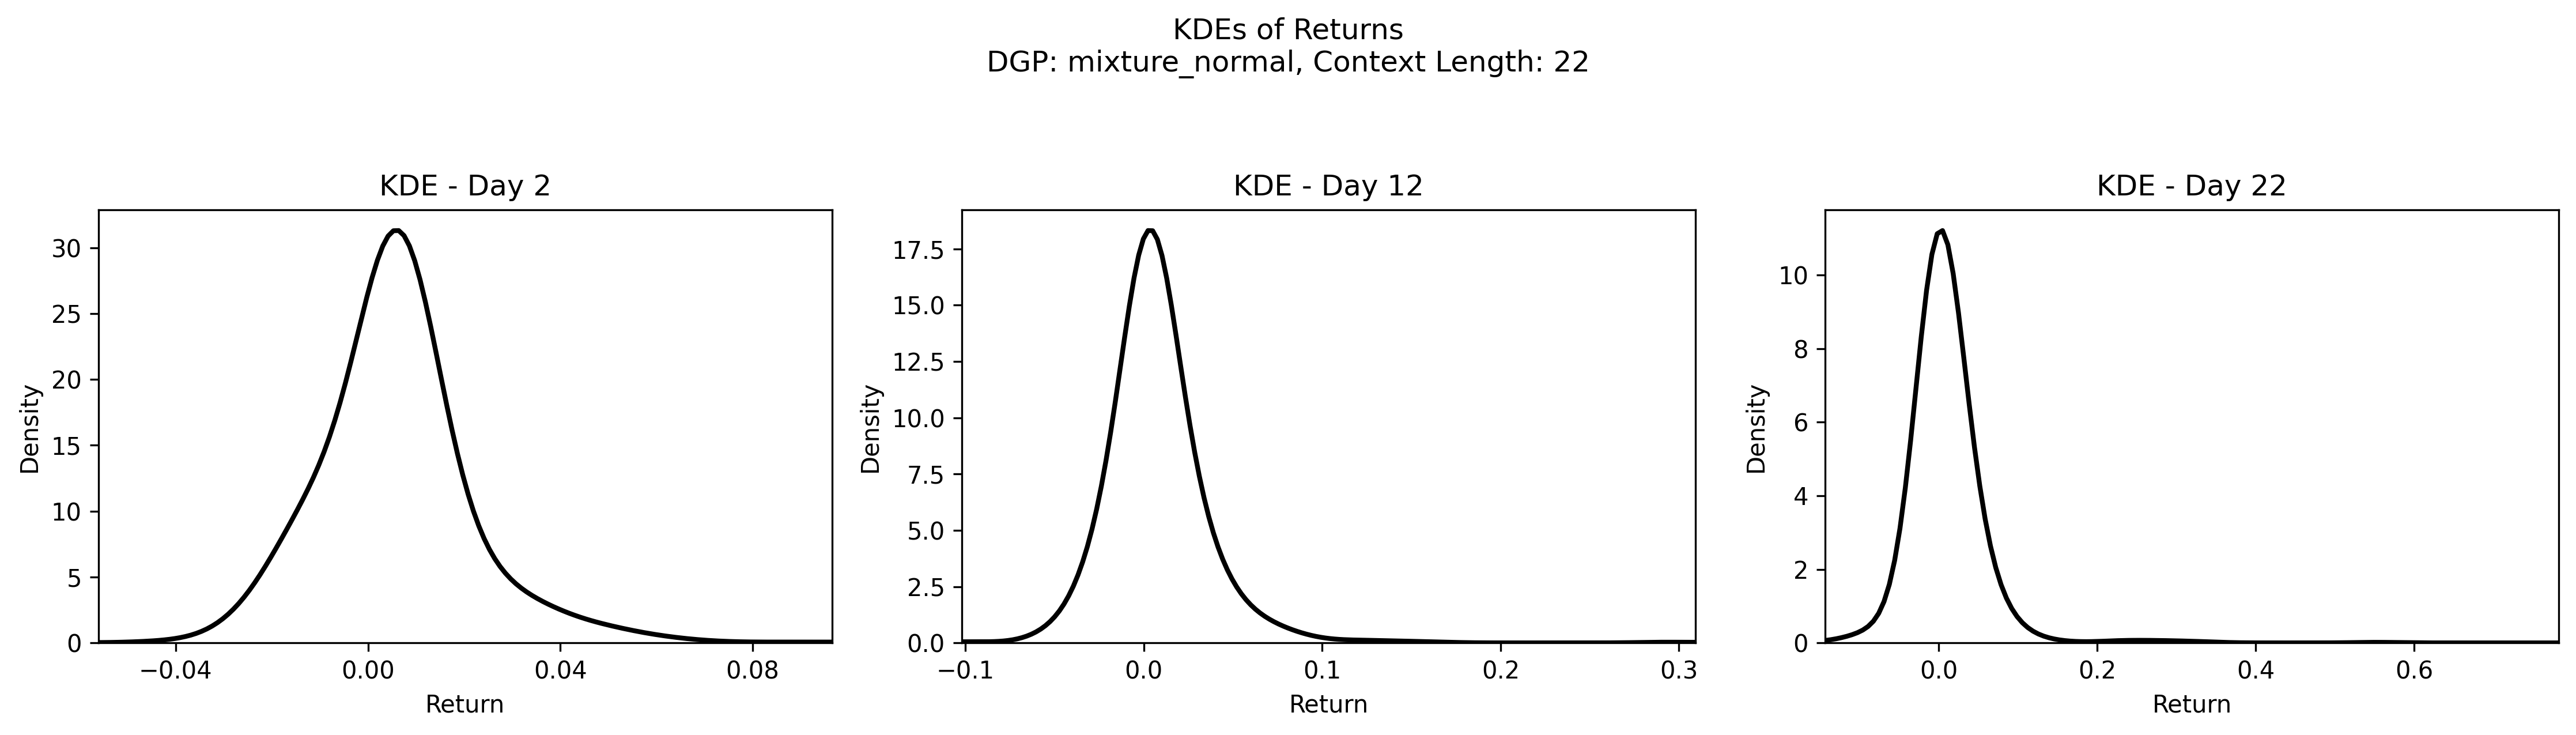 KDEs of Returns
DGP: mixture_normal, Context Length: 22
KDE - Day 2
Density
30
25
20
15
10
5
0
−0.04 0.00 0.04 0.08
Return
KDE - Day 12
Density
17.5
15.0
12.5
10.0
7.5
5.0
2.5
0.0
−0.1 0.0 0.1 0.2 0.3
Return
KDE - Day 22
Density
10
8
6
4
2
0
0.0 0.2 0.4 0.6
Return